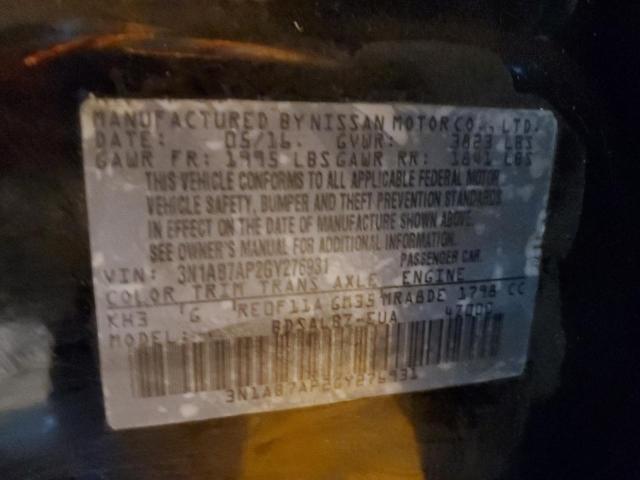 MANUFACTURED BY NISSAN MOTOR CO., LTD.
DATE: 05/16 GVWR: 3823 LBS
GAWR FR: 1995 LBS GAWR RR: 1841 LBS
THIS VEHICLE CONFORMS TO ALL APPLICABLE FEDERAL MOTOR
VEHICLE SAFETY, BUMPER AND THEFT PREVENTION STANDARDS
IN EFFECT ON THE DATE OF MANUFACTURE SHOWN ABOVE.
SEE OWNER'S MANUAL FOR ADDITIONAL INFORMATION.
VIN: 3N1AB7AP2GY276931 PASSENGER CAR
COLOR TRIM TRANS AXLE ENGINE
KH3 G RE0F11A GM35 MRA8DE 1798 CC
MODEL: BDSALBZ-EUA
3N1AB7AP2GY276931